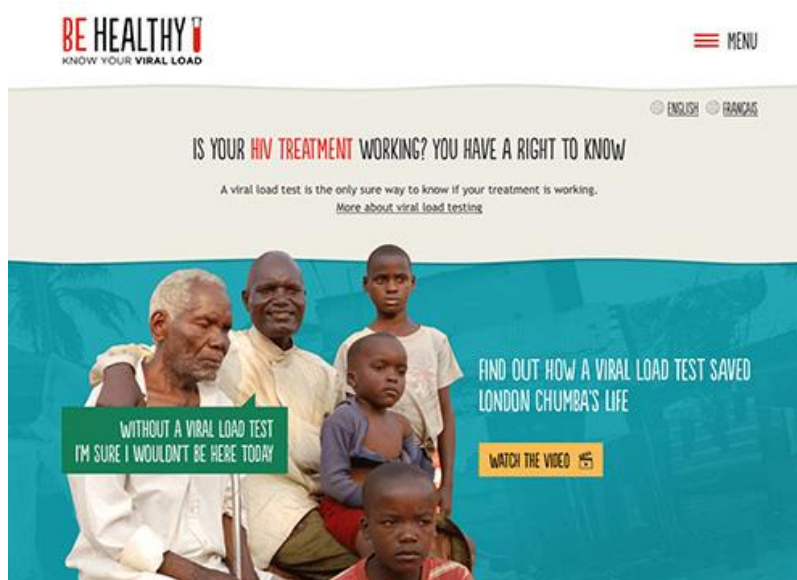 BE HEALTHY
KNOW YOUR VIRAL LOAD
MENU
ENGLISH FRANÇAIS
IS YOUR HIV TREATMENT WORKING? YOU HAVE A RIGHT TO KNOW
A viral load test is the only sure way to know if your treatment is working.
More about viral load testing
FIND OUT HOW A VIRAL LOAD TEST SAVED
LONDON CHUMBA'S LIFE
WITHOUT A VIRAL LOAD TEST
I'M SURE I WOULDN'T BE HERE TODAY
WATCH THE VIDEO